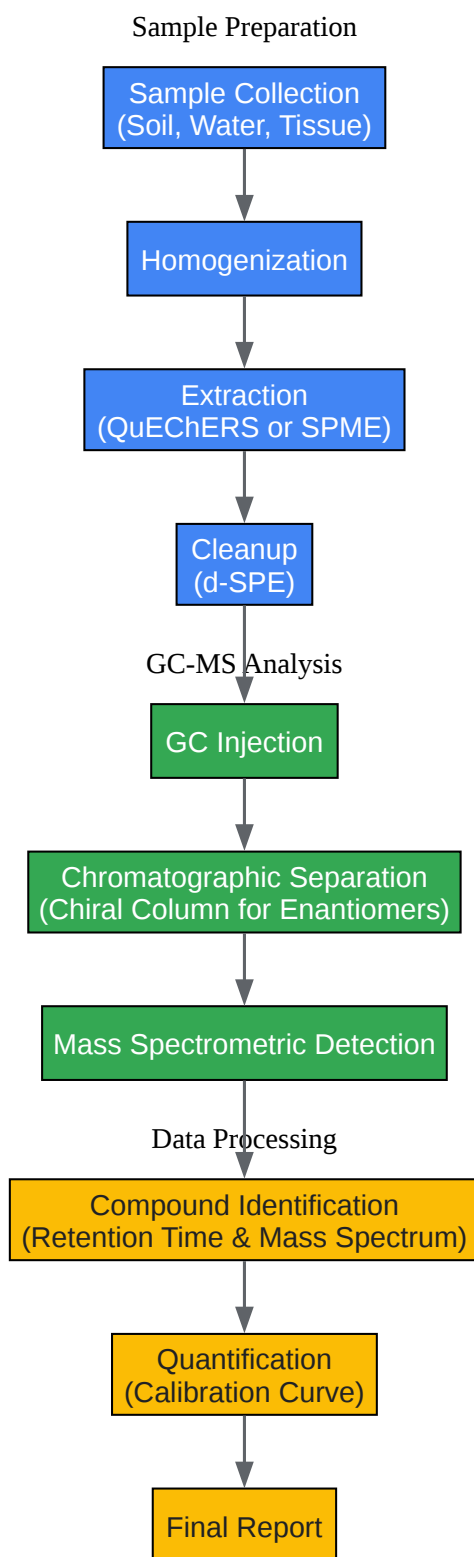 Sample Preparation
Sample Collection
(Soil, Water, Tissue)
Homogenization
Extraction
(QuEChERS or SPME)
Cleanup
(d-SPE)
GC-MS Analysis
GC Injection
Chromatographic Separation
(Chiral Column for Enantiomers)
Mass Spectrometric Detection
Data Processing
Compound Identification
(Retention Time & Mass Spectrum)
Quantification
(Calibration Curve)
Final Report